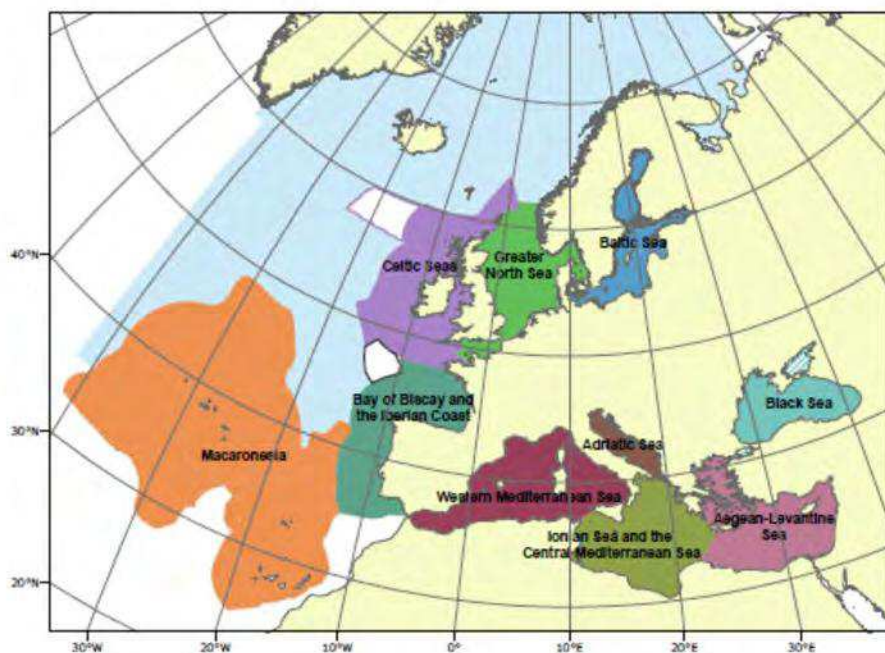 40°N
30°N
20°N
Celtic Seas
Greater
North Sea
Baltic Sea
Bay of Biscay and
the Iberian Coast
Black Sea
Adriatic Sea
Macaronesia
Western Mediterranean Sea
Aegean-Levantine
Sea
Ionian Sea and the
Central Mediterranean Sea
30°W
20°W
10°W
0°
10°E
20°E
30°E